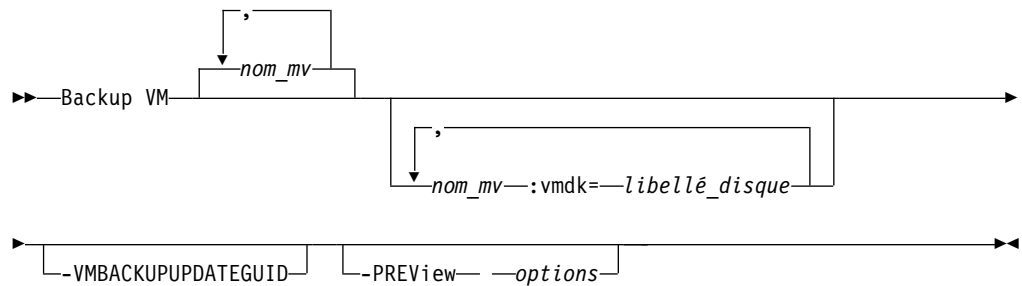 ,
nom_mv
Backup VM
,
nom_mv :vmdk= libellé_disque
-VMBACKUPUPDATEGUID -PREView options